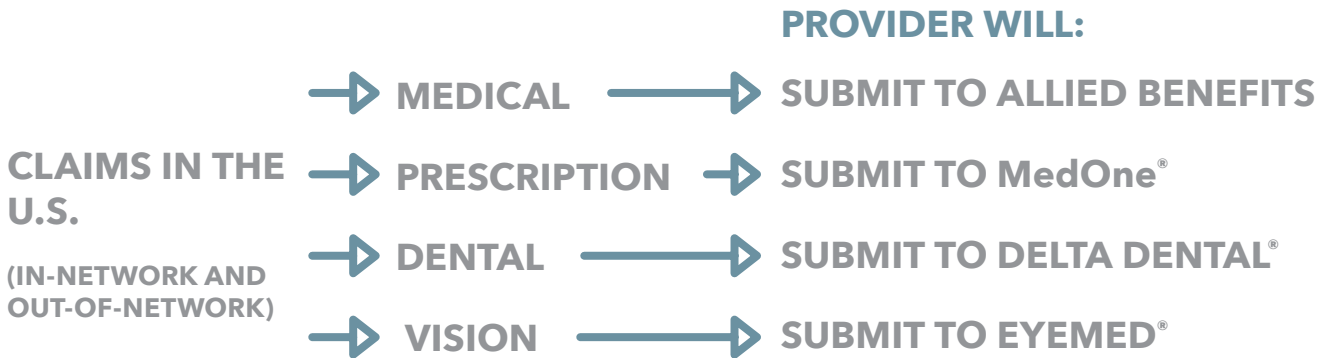 PROVIDER WILL:
MEDICAL
SUBMIT TO ALLIED BENEFITS
CLAIMS IN THE
U.S.
(IN-NETWORK AND
OUT-OF-NETWORK)
PRESCRIPTION
SUBMIT TO MedOne®
DENTAL
SUBMIT TO DELTA DENTAL®
VISION
SUBMIT TO EYEMED®